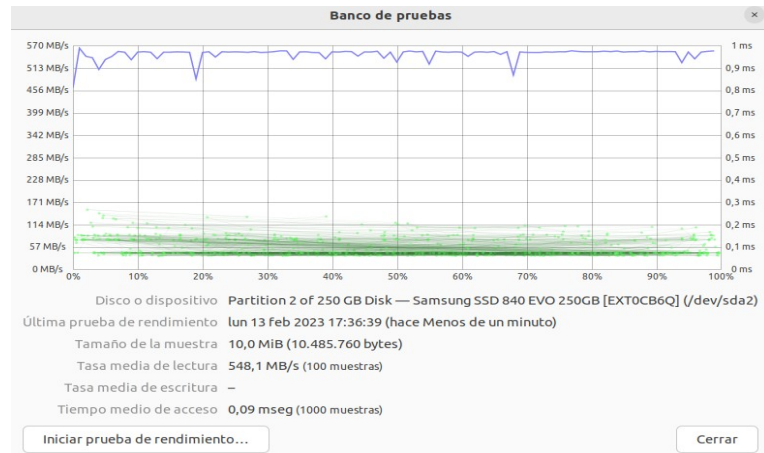 Banco de pruebas
570 MB/s 1 ms
513 MB/s 0,9 ms
456 MB/s 0,8 ms
399 MB/s 0,7 ms
342 MB/s 0,6 ms
285 MB/s 0,5 ms
228 MB/s 0,4 ms
171 MB/s 0,3 ms
114 MB/s 0,2 ms
57 MB/s 0,1 ms
0 MB/s 0 ms
0% 10% 20% 30% 40% 50% 60% 70% 80% 90% 100%
Disco o dispositivo Partition 2 of 250 GB Disk — Samsung SSD 840 EVO 250GB [EXT0CB6Q] (/dev/sda2)
Última prueba de rendimiento lun 13 feb 2023 17:36:39 (hace Menos de un minuto)
Tamaño de la muestra 10,0 MiB (10.485.760 bytes)
Tasa media de lectura 548,1 MB/s (100 muestras)
Tasa media de escritura –
Tiempo medio de acceso 0,09 mseg (1000 muestras)
Iniciar prueba de rendimiento... Cerrar